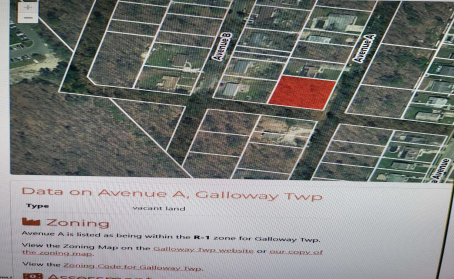 +
−
Avenue B
Avenue A
Avenue
Data on Avenue A, Galloway Twp
Type vacant land
Zoning
Avenue A is listed as being within the R-1 zone for Galloway Twp.
View the Zoning Map on the Galloway Twp website or our copy of
the zoning map.
View the Zoning Code for Galloway Twp.